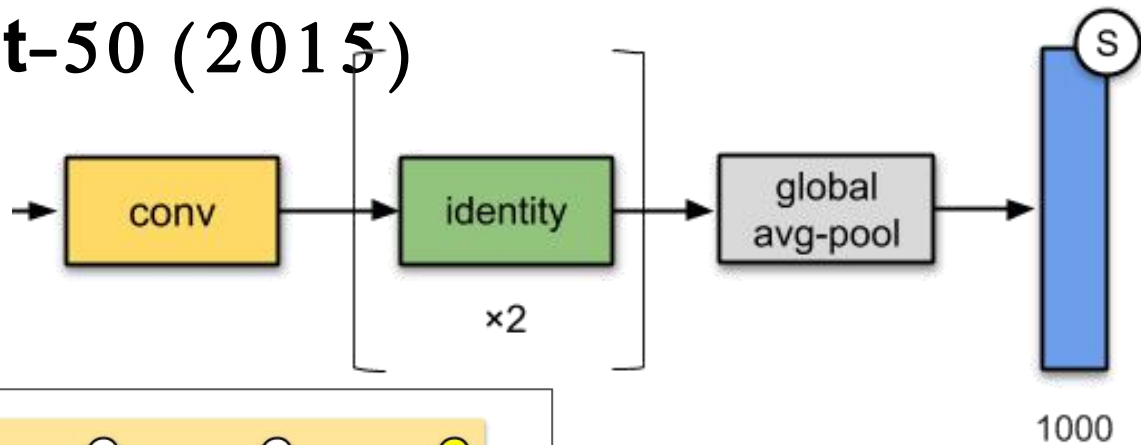 t-50 (2015)
S
conv
identity
global
avg-pool
×2
1000